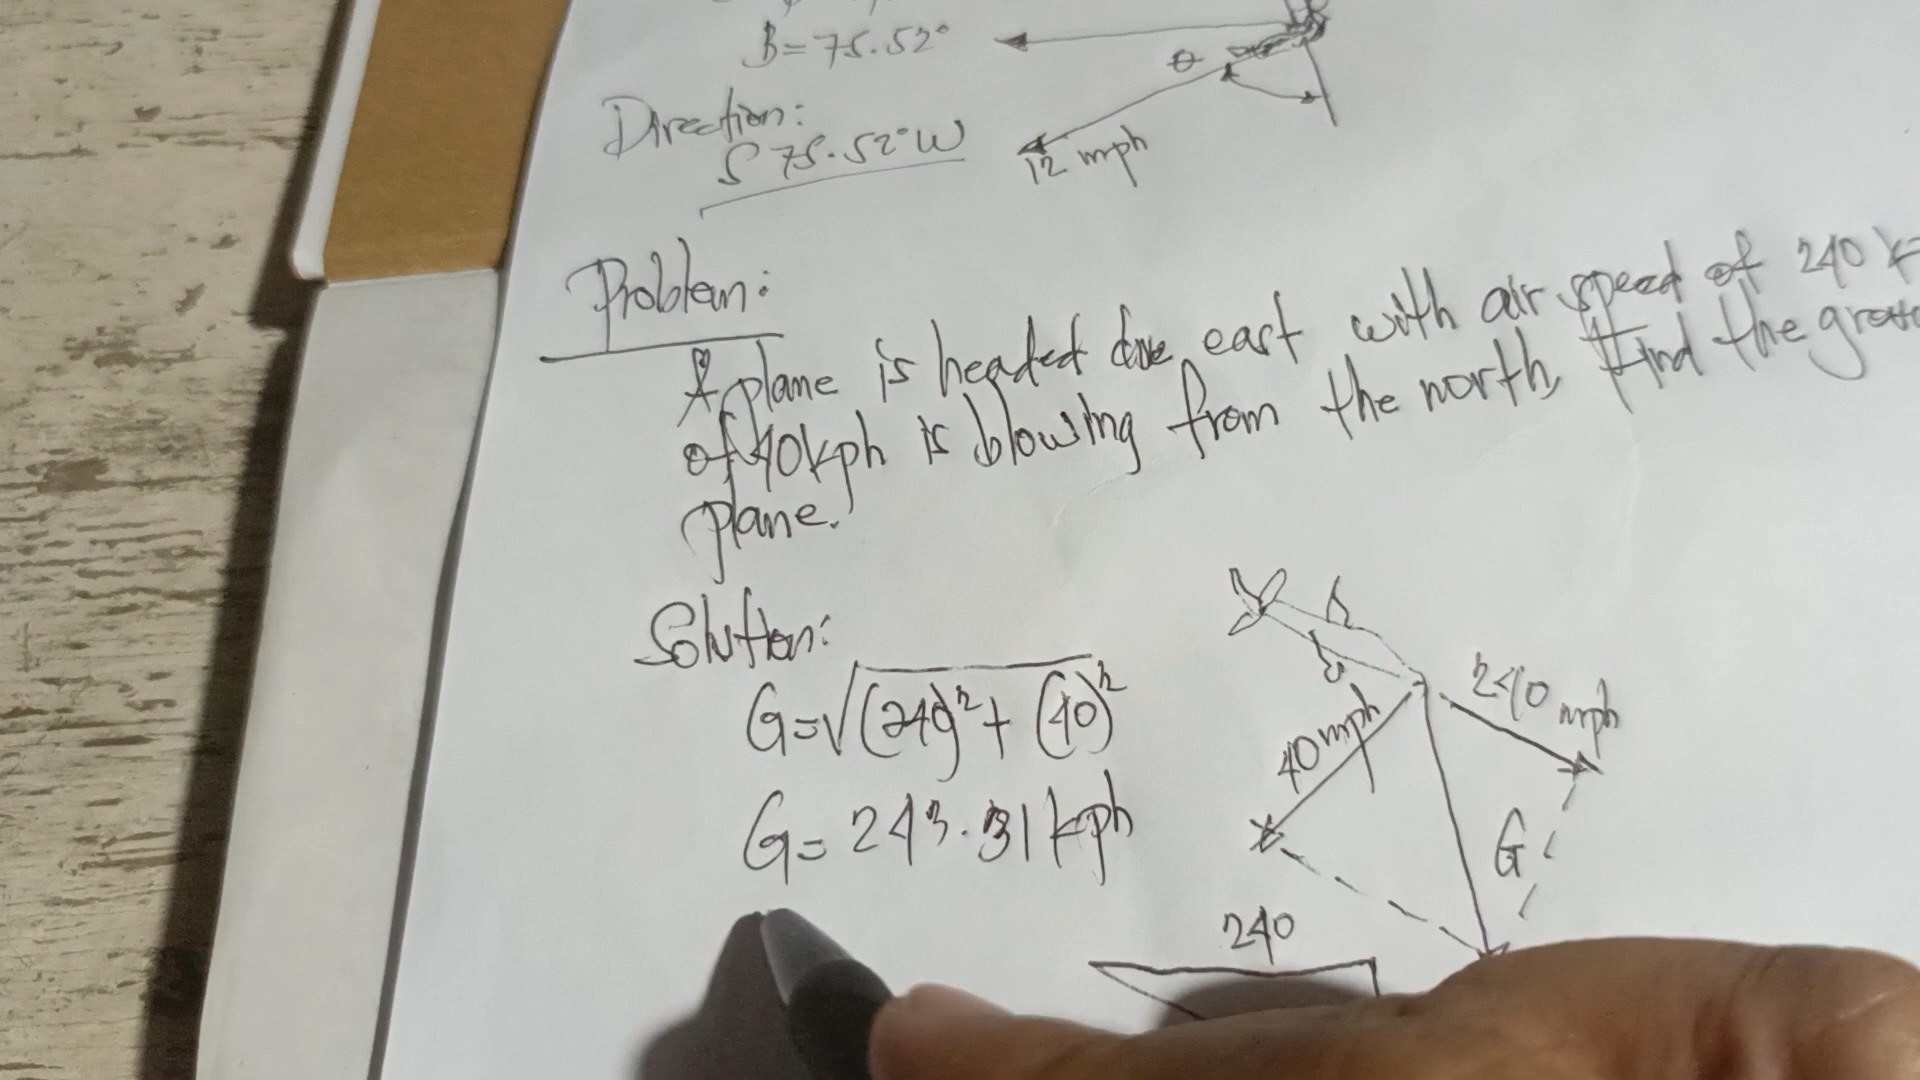 B = 75.52°
θ
Direction:
S 75.52° W
12 mph
Problem:
A plane is headed due east with air speed of 240
of 40kph is blowing from the north, find the
plane.
Solution:
G = √(240)² + (40)²
240 mph
40 mph
G = 243.31 kph
G
240